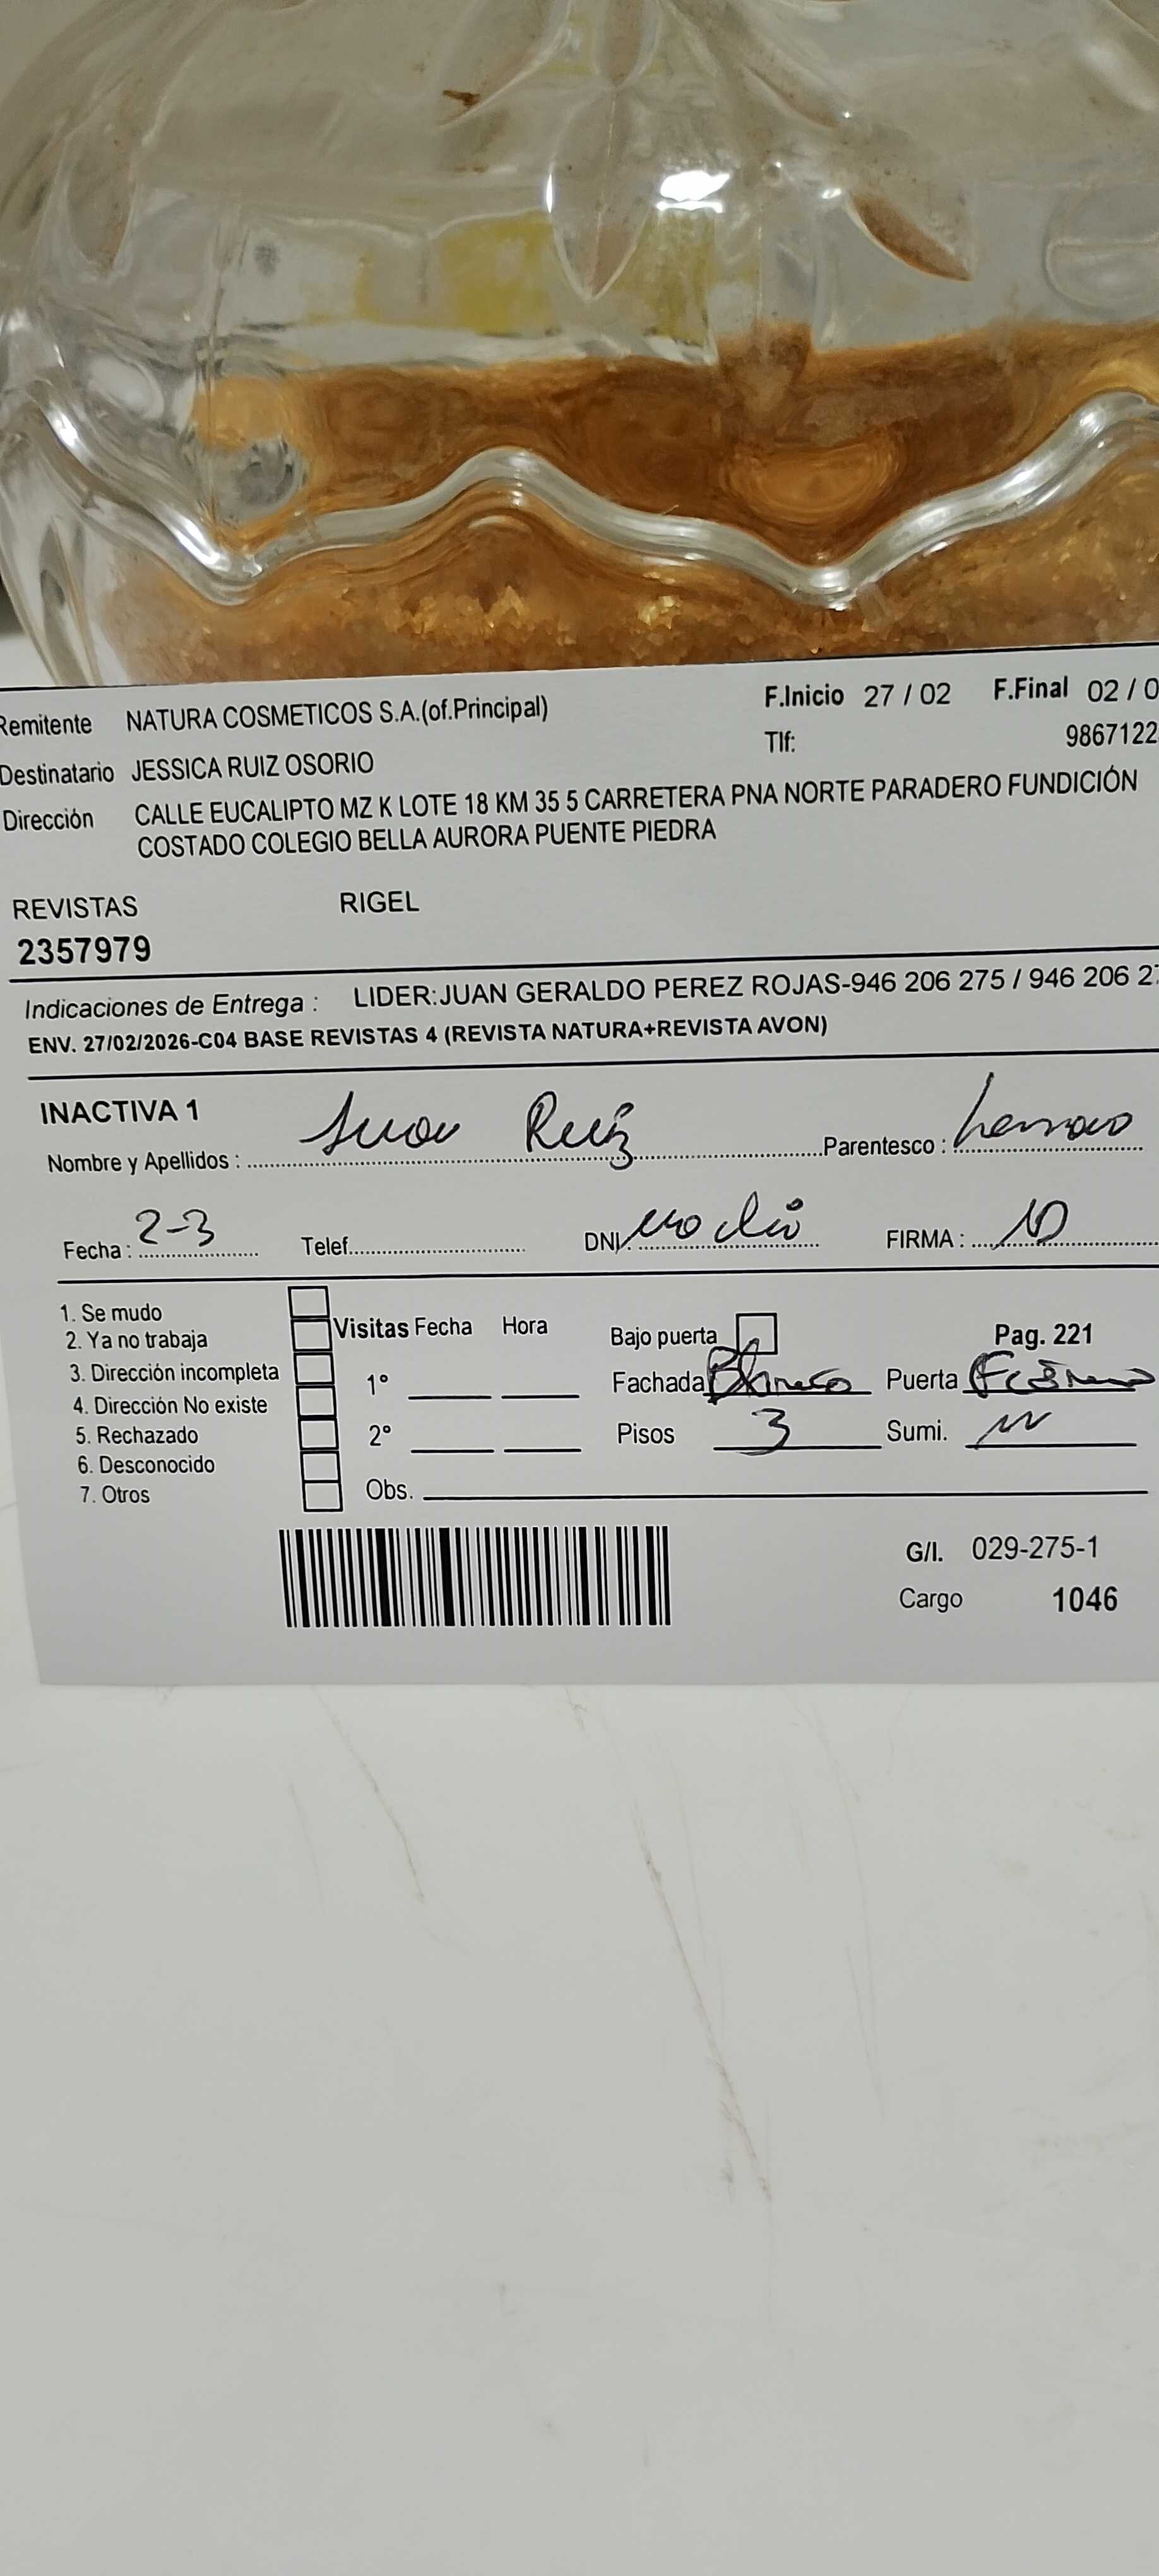 Remitente NATURA COSMETICOS S.A.(of.Principal) F.Inicio 27 / 02 F.Final 02 / 0
Destinatario JESSICA RUIZ OSORIO Tlf: 9867122
Dirección CALLE EUCALIPTO MZ K LOTE 18 KM 35 5 CARRETERA PNA NORTE PARADERO FUNDICIÓN
COSTADO COLEGIO BELLA AURORA PUENTE PIEDRA
REVISTAS RIGEL
2357979
Indicaciones de Entrega : LIDER:JUAN GERALDO PEREZ ROJAS-946 206 275 / 946 206 27
ENV. 27/02/2026-C04 BASE REVISTAS 4 (REVISTA NATURA+REVISTA AVON)
INACTIVA 1
Nombre y Apellidos : Juan Ruiz Parentesco : hermano
Fecha : 2-3 Telef. DNI: no dio FIRMA :
1. Se mudo
2. Ya no trabaja Visitas Fecha Hora Bajo puerta Pag. 221
3. Dirección incompleta 1° Fachada Blanco Puerta
4. Dirección No existe
5. Rechazado 2° Pisos 3 Sumi.
6. Desconocido
7. Otros Obs.
G/I. 029-275-1
Cargo 1046